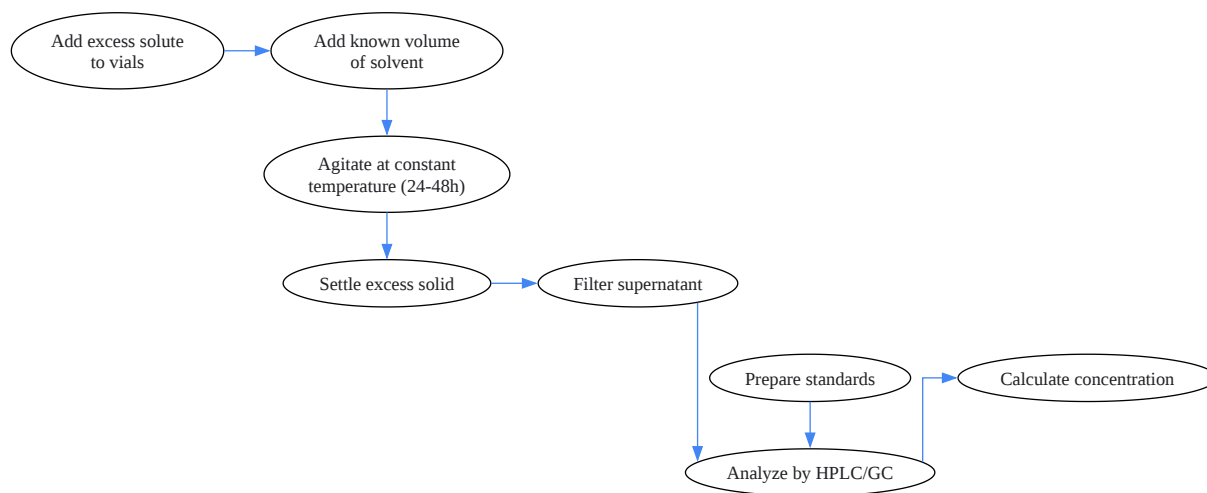 Add excess solute
to vials
Add known volume
of solvent
Agitate at constant
temperature (24-48h)
Settle excess solid
Filter supernatant
Prepare standards
Calculate concentration
Analyze by HPLC/GC